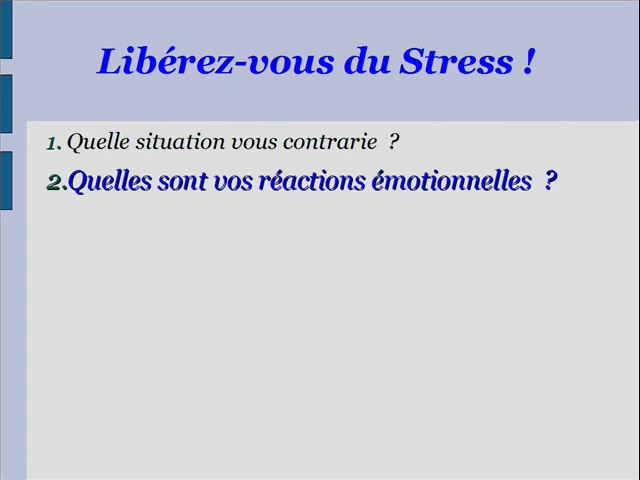 Libérez-vous du Stress !
1. Quelle situation vous contrarie ?
2.Quelles sont vos réactions émotionnelles ?